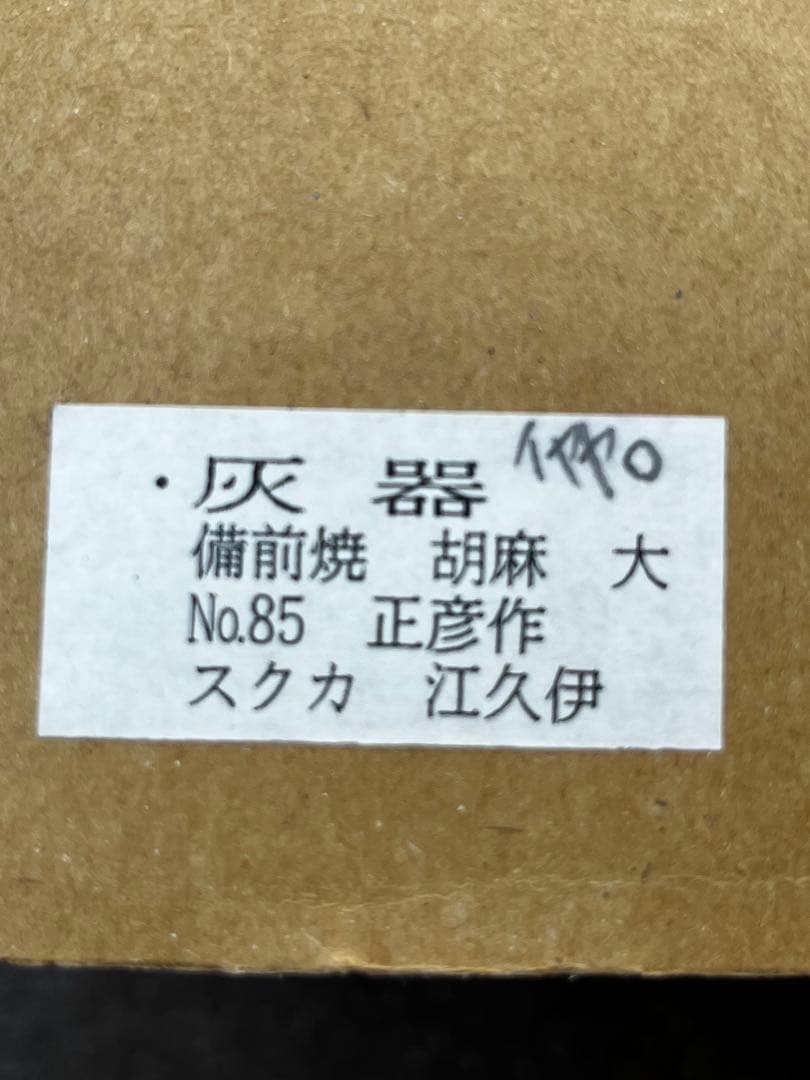 ・灰 器
備前焼 胡麻 大
No.85 正彦作
スクカ 江久伊